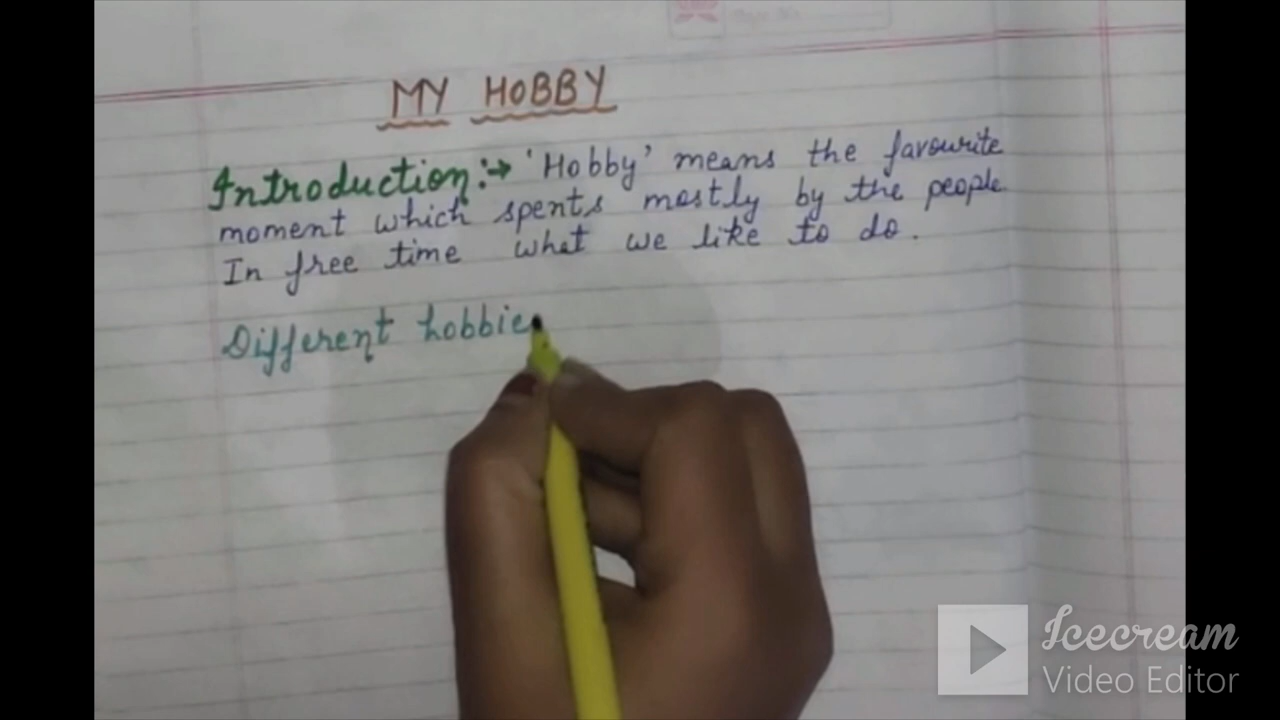 MY HOBBY
Introduction:→ 'Hobby' means the favourite
moment which spents mostly by the people
In free time what we like to do.
Different hobbie
Icecream
Video Editor